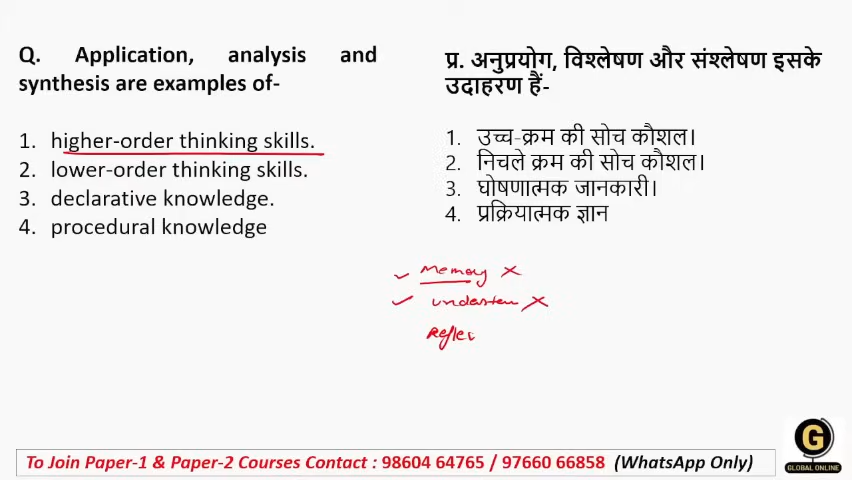 Q. Application, analysis and
synthesis are examples of-
1. higher-order thinking skills.
2. lower-order thinking skills.
3. declarative knowledge.
4. procedural knowledge
प्र. अनुप्रयोग, विश्लेषण और संश्लेषण इसके
उदाहरण हैं-
1. उच्च-क्रम की सोच कौशल।
2. निचले क्रम की सोच कौशल।
3. घोषणात्मक जानकारी।
4. प्रक्रियात्मक ज्ञान
✓ Memory ✗
✓ ✗
Reflec
G
GLOBAL ONLINE
To Join Paper-1 & Paper-2 Courses Contact : 98604 64765 / 97660 66858 (WhatsApp Only)